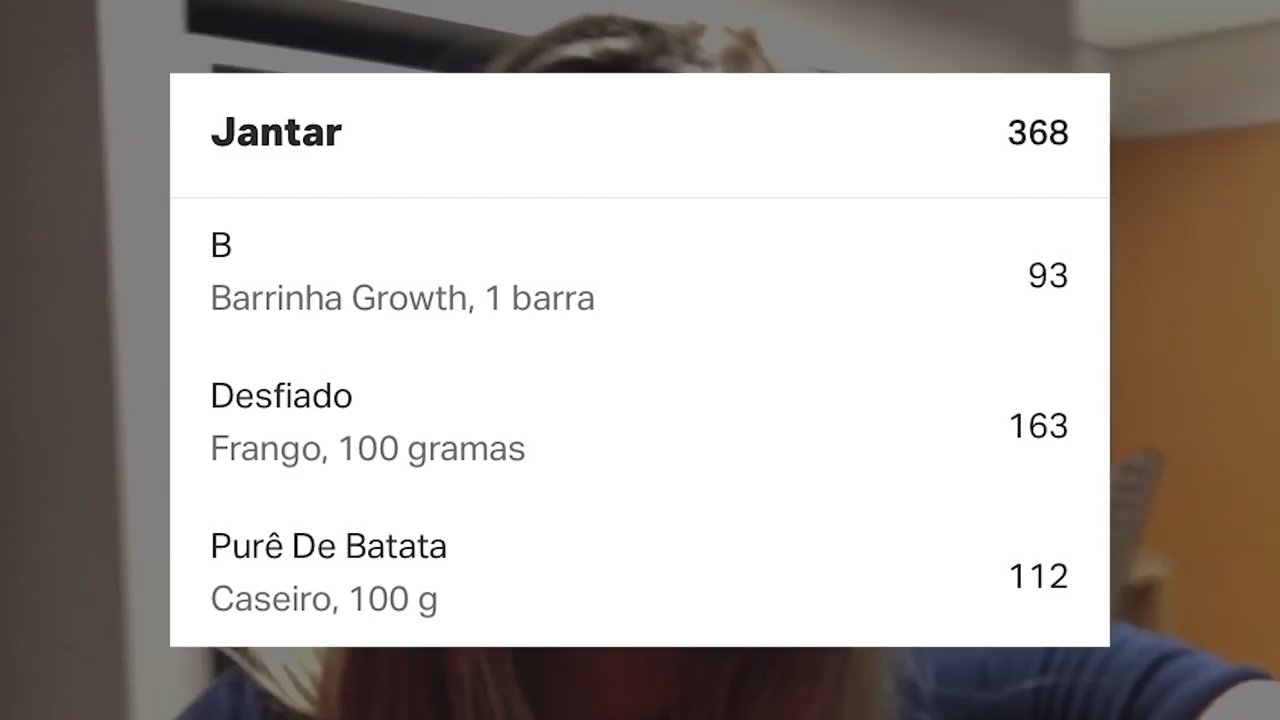 Jantar 368
B
Barrinha Growth, 1 barra 93
Desfiado
Frango, 100 gramas 163
Purê De Batata
Caseiro, 100 g 112